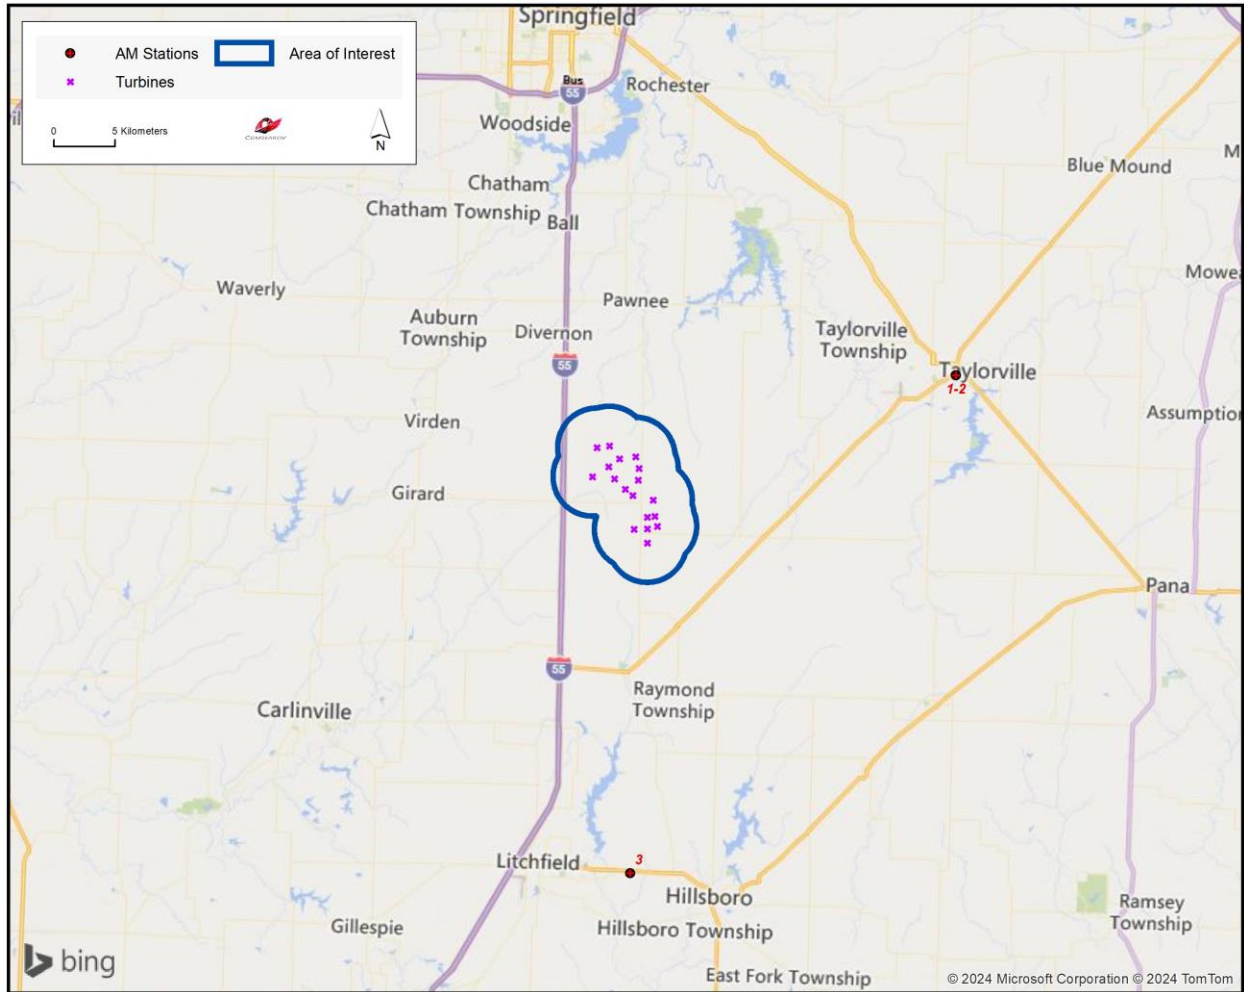 Springfield
AM Stations
Area of Interest
Turbines
0
5 Kilometers
COMSEARCH
N
Bus
55
Rochester
Woodside
Blue Mound
Chatham
Chatham Township
Ball
Waverly
Pawnee
Auburn
Township
Divernon
Taylorville
Township
55
Taylorville
1-2
Virden
Assumption
Girard
Pana
55
Raymond
Township
Carlinville
Litchfield
3
Hillsboro
Ramsey
Township
Gillespie
Hillsboro Township
East Fork Township
bing
© 2024 Microsoft Corporation © 2024 TomTom